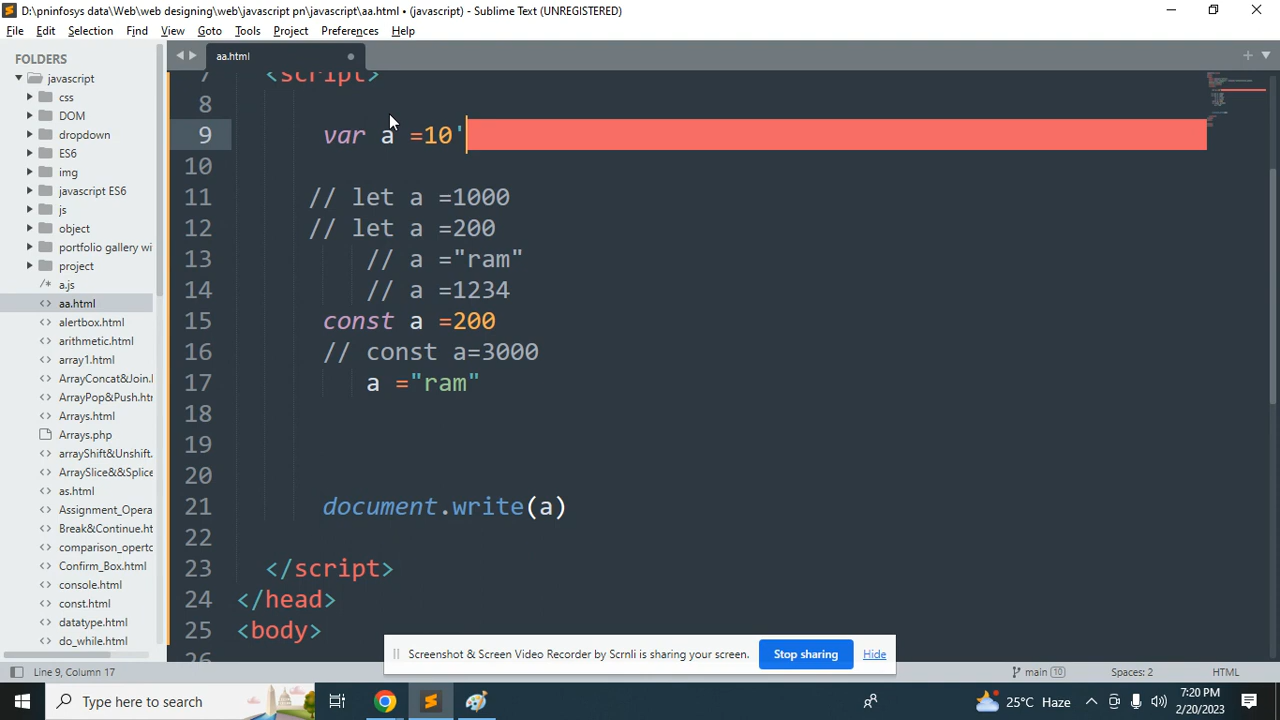 D:\pninfosys data\Web\web designing\web\javascript pn\javascript\aa.html • (javascript) - Sublime Text (UNREGISTERED)
File Edit Selection Find View Goto Tools Project Preferences Help
FOLDERS
javascript
css
DOM
dropdown
ES6
img
javascript ES6
js
object
portfolio gallery wi
project
a.js
aa.html
alertbox.html
arithmetic.html
array1.html
ArrayConcat&Join.
ArrayPop&Push.htr
Arrays.html
Arrays.php
arrayShift&Unshift.
ArraySlice&&Splice
as.html
Assignment_Opera
Break&Continue.ht
comparison_operto
Confirm_Box.html
console.html
const.html
datatype.html
do_while.html
aa.html
7 <script>
8
9 var a =10'
10
11 // let a =1000
12 // let a =200
13 // a ="ram"
14 // a =1234
15 const a =200
16 // const a=3000
17 a ="ram"
18
19
20
21 document.write(a)
22
23 </script>
24 </head>
25 <body>
26
Screenshot & Screen Video Recorder by Scrnli is sharing your screen. Stop sharing Hide
Line 9, Column 17 main 10 Spaces: 2 HTML
Type here to search 25°C Haze 7:20 PM
2/20/2023